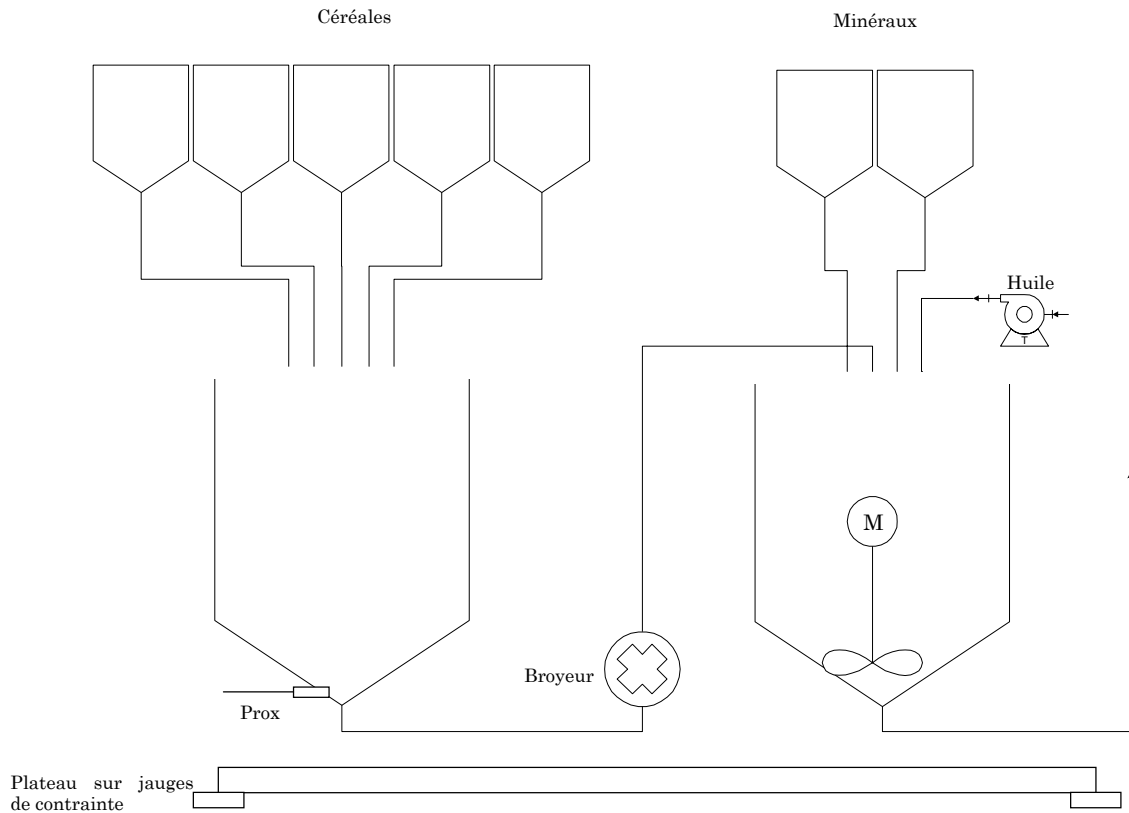 Céréales
Minéraux
Huile
T
M
Broyeur
Prox
Plateau sur jauges
de contrainte